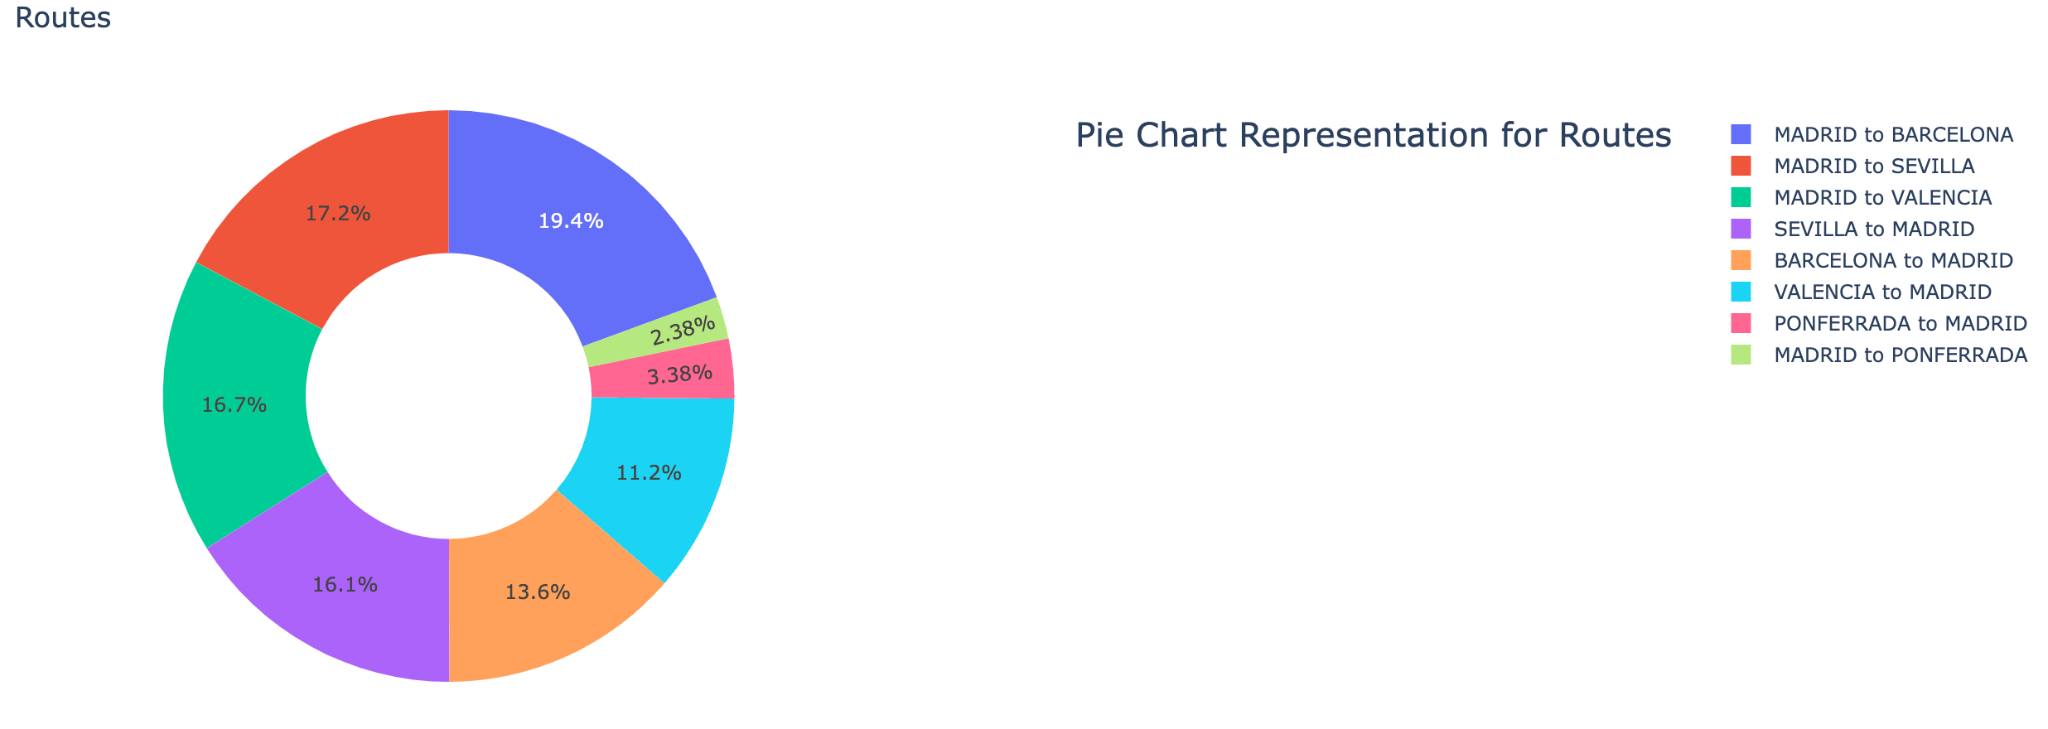 Routes
19.4%
17.2%
2.38%
3.38%
16.7%
11.2%
16.1%
13.6%
Pie Chart Representation for Routes
MADRID to BARCELONA
MADRID to SEVILLA
MADRID to VALENCIA
SEVILLA to MADRID
BARCELONA to MADRID
VALENCIA to MADRID
PONFERRADA to MADRID
MADRID to PONFERRADA